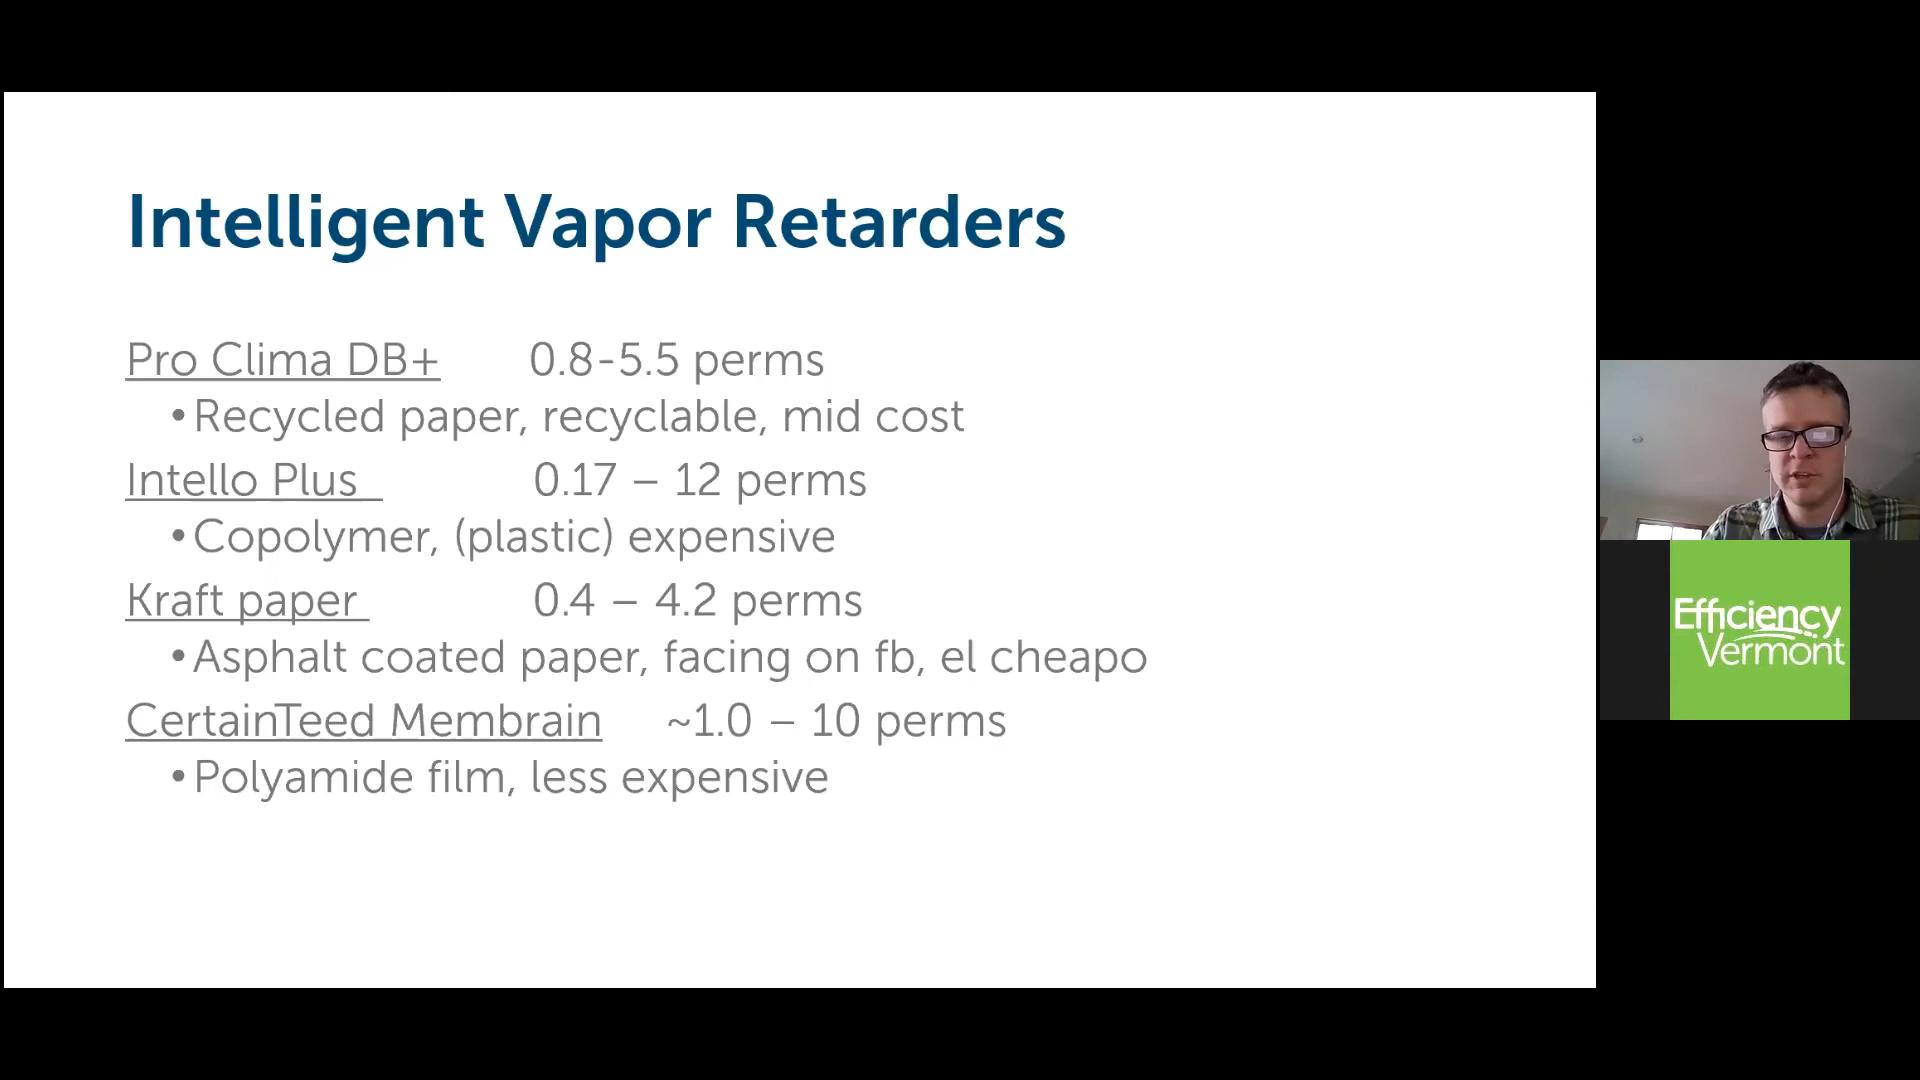 Intelligent Vapor Retarders
Pro Clima DB+ 0.8-5.5 perms
•Recycled paper, recyclable, mid cost
Intello Plus 0.17 – 12 perms
•Copolymer, (plastic) expensive
Kraft paper 0.4 – 4.2 perms
•Asphalt coated paper, facing on fb, el cheapo
CertainTeed Membrain ~1.0 – 10 perms
•Polyamide film, less expensive
Efficiency
Vermont